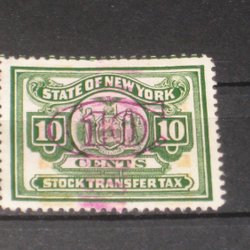 STATE OF NEW YORK
10 10
CENTS
STOCK TRANSFER TAX